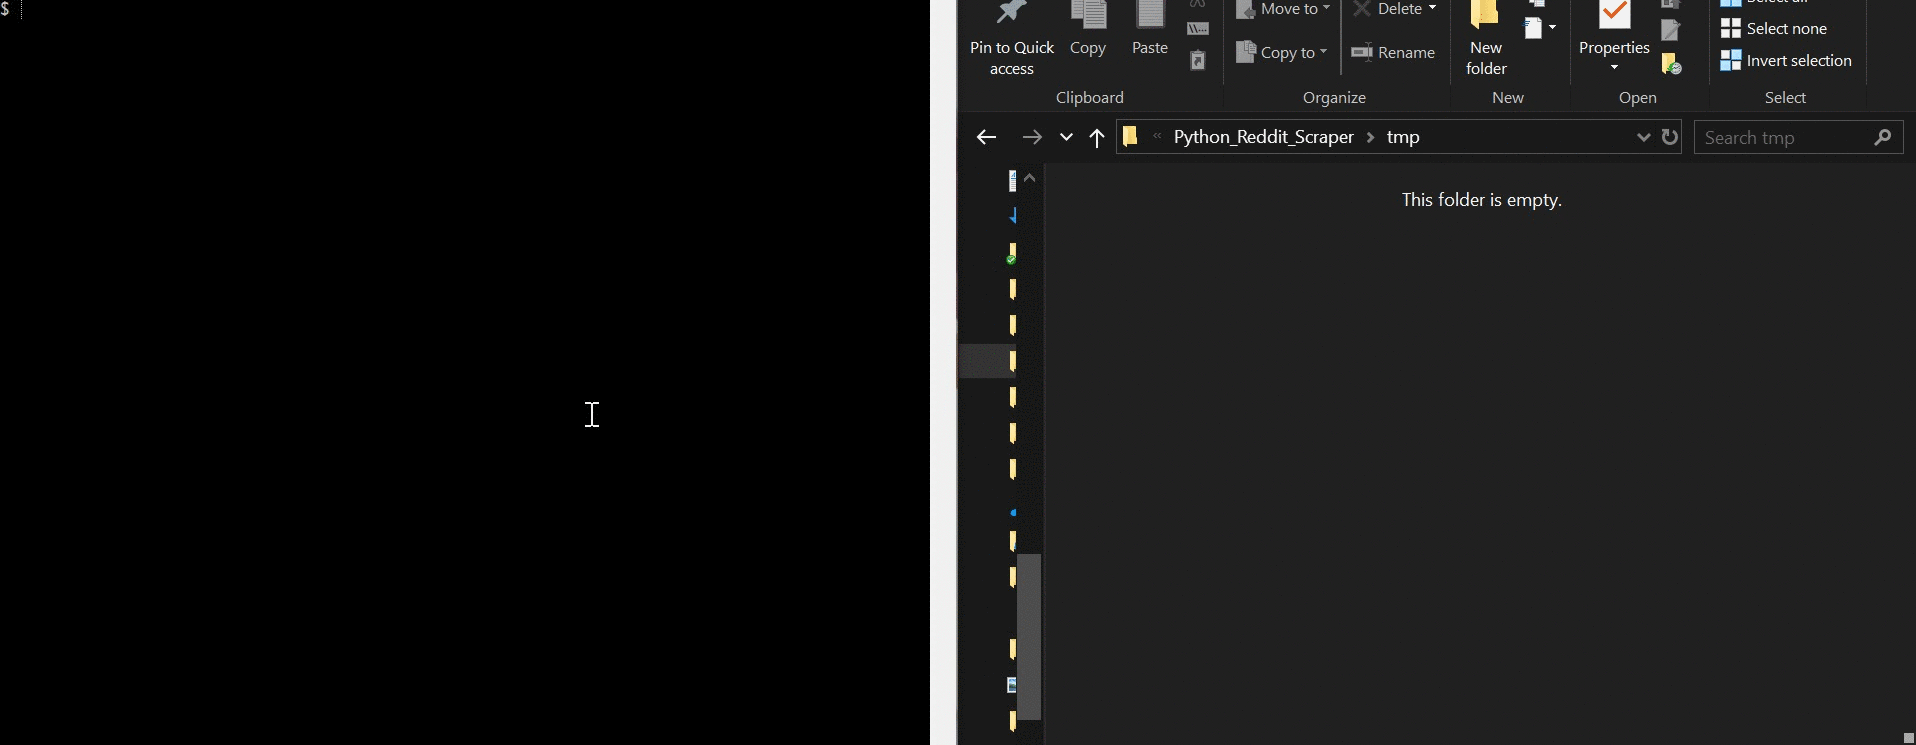 $
Pin to Quick access
Copy
Paste
Move to
Copy to
Delete
Rename
New folder
Properties
Select all
Select none
Invert selection
Clipboard
Organize
New
Open
Select
« Python_Reddit_Scraper > tmp
Search tmp
This folder is empty.